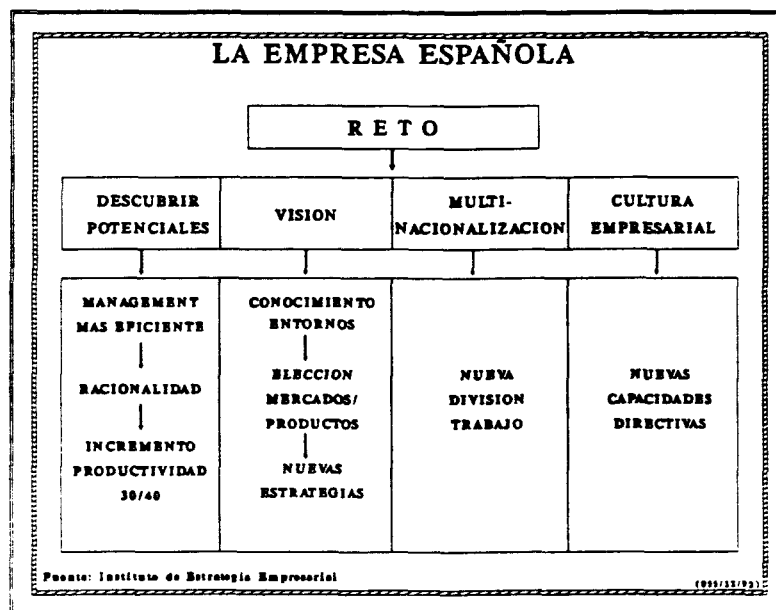 LA EMPRESA ESPAÑOLA
RETO
DESCUBRIR
POTENCIALES
VISION
MULTI-
NACIONALIZACION
CULTURA
EMPRESARIAL
MANAGEMENT
MAS EFICIENTE
RACIONALIDAD
INCREMENTO
PRODUCTIVIDAD
30/40
CONOCIMIENTO
ENTORNOS
ELECCION
MERCADOS/
PRODUCTOS
NUEVAS
ESTRATEGIAS
NUEVA
DIVISION
TRABAJO
NUEVAS
CAPACIDADES
DIRECTIVAS
Fuente: Instituto de Estrategia Empresarial